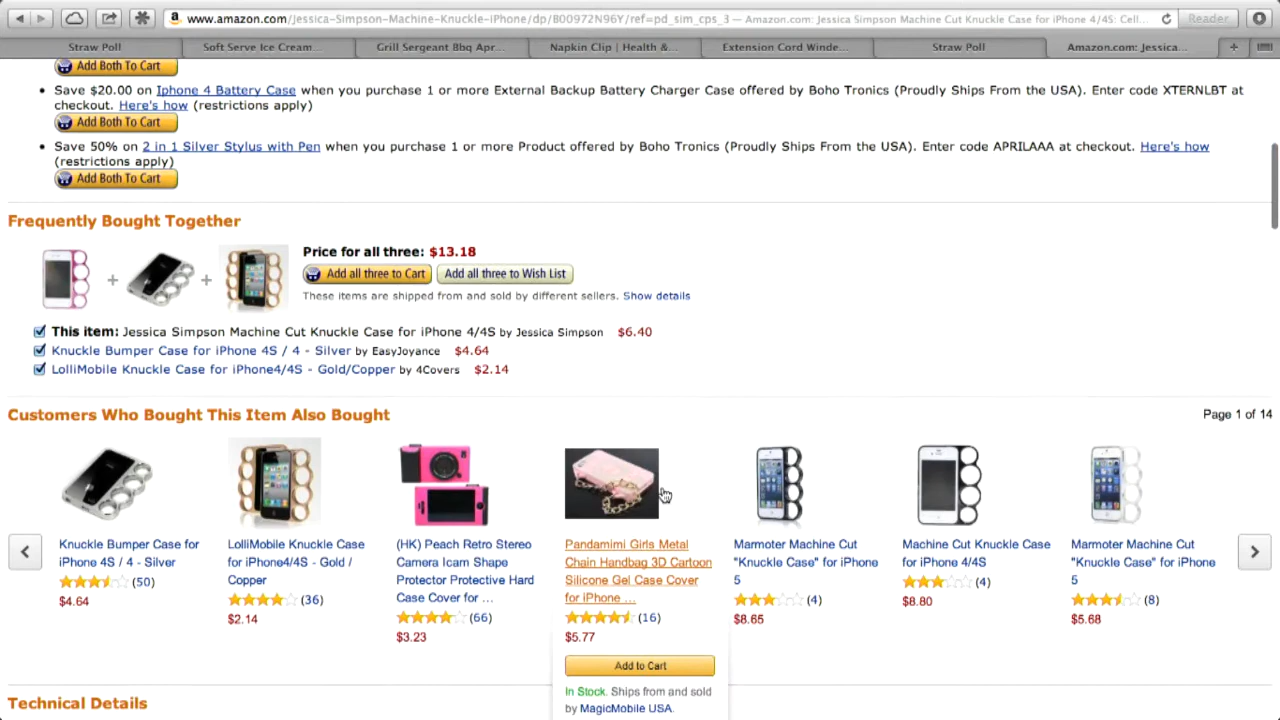 www.amazon.com/Jessica-Simpson-Machine-Knuckle-iPhone/dp/B00972N96Y/ref=pd_sim_cps_3 — Amazon.com: Jessica Simpson Machine Cut Knuckle Case for iPhone 4/4S: Cell...
Reader
Straw Poll
Soft Serve Ice Cream...
Grill Sergeant Bbq Apr...
Napkin Clip | Health &...
Extension Cord Winde...
Straw Poll
Amazon.com: Jessica...
Add Both To Cart
• Save $20.00 on Iphone 4 Battery Case when you purchase 1 or more External Backup Battery Charger Case offered by Boho Tronics (Proudly Ships From the USA). Enter code XTERNLBT at
checkout. Here's how (restrictions apply)
Add Both To Cart
• Save 50% on 2 in 1 Silver Stylus with Pen when you purchase 1 or more Product offered by Boho Tronics (Proudly Ships From the USA). Enter code APRILAAA at checkout. Here's how
(restrictions apply)
Add Both To Cart
Frequently Bought Together
Price for all three: $13.18
Add all three to Cart Add all three to Wish List
These items are shipped from and sold by different sellers. Show details
This item: Jessica Simpson Machine Cut Knuckle Case for iPhone 4/4S by Jessica Simpson $6.40
Knuckle Bumper Case for iPhone 4S / 4 - Silver by EasyJoyance $4.64
LolliMobile Knuckle Case for iPhone4/4S - Gold/Copper by 4Covers $2.14
Customers Who Bought This Item Also Bought
Page 1 of 14
Knuckle Bumper Case for
iPhone 4S / 4 - Silver
(50)
$4.64
LolliMobile Knuckle Case
for iPhone4/4S - Gold /
Copper
(36)
$2.14
(HK) Peach Retro Stereo
Camera Icam Shape
Protector Protective Hard
Case Cover for ...
(66)
$3.23
Pandamimi Girls Metal
Chain Handbag 3D Cartoon
Silicone Gel Case Cover
for iPhone ...
(16)
$5.77
Add to Cart
In Stock. Ships from and sold
by MagicMobile USA.
Marmoter Machine Cut
"Knuckle Case" for iPhone
5
(4)
$8.65
Machine Cut Knuckle Case
for iPhone 4/4S
(4)
$8.80
Marmoter Machine Cut
"Knuckle Case" for iPhone
5
(8)
$5.68
Technical Details